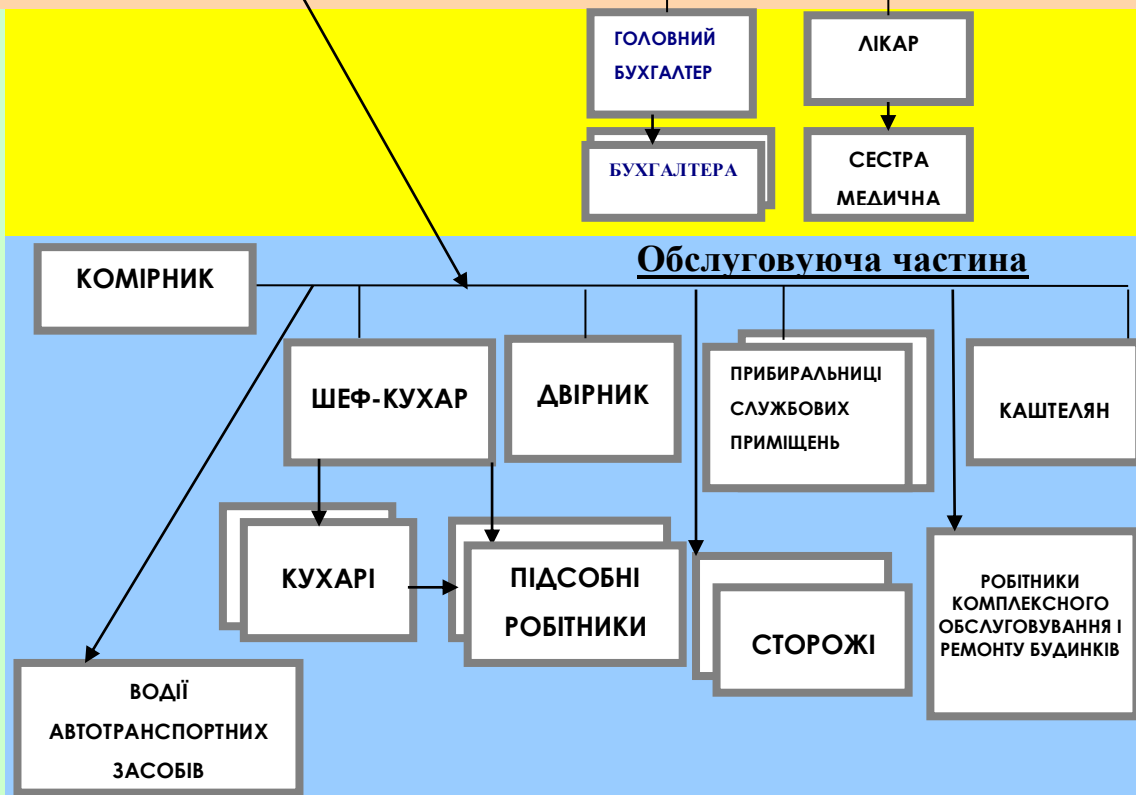 ГОЛОВНИЙ
БУХГАЛТЕР
ЛІКАР
БУХГАЛТЕРА
СЕСТРА
МЕДИЧНА
Обслуговуюча частина
КОМІРНИК
ШЕФ-КУХАР
ДВІРНИК
ПРИБИРАЛЬНИЦІ
СЛУЖБОВИХ
ПРИМІЩЕНЬ
КАШТЕЛЯН
КУХАРІ
ПІДСОБНІ
РОБІТНИКИ
СТОРОЖІ
РОБІТНИКИ
КОМПЛЕКСНОГО
ОБСЛУГОВУВАННЯ І
РЕМОНТУ БУДИНКІВ
ВОДІЇ
АВТОТРАНСПОРТНИХ
ЗАСОБІВ